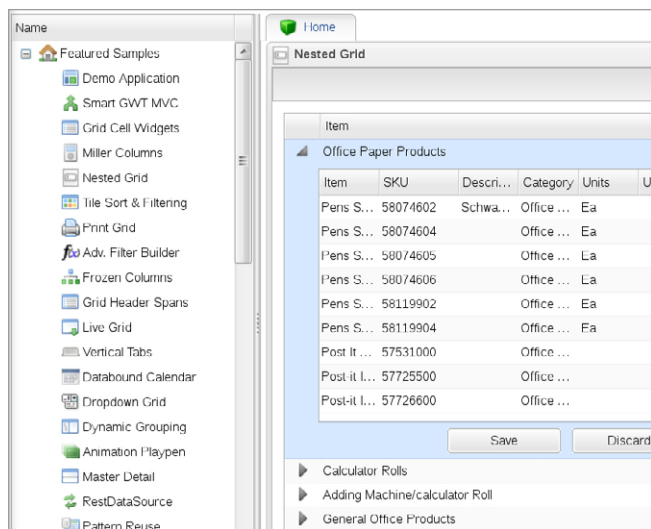 Name
Featured Samples
Demo Application
Smart GWT MVC
Grid Cell Widgets
Miller Columns
Nested Grid
Tile Sort & Filtering
Print Grid
Adv. Filter Builder
Frozen Columns
Grid Header Spans
Live Grid
Vertical Tabs
Databound Calendar
Dropdown Grid
Dynamic Grouping
Animation Playpen
Master Detail
RestDataSource
Pattern Reuse
Home
Nested Grid
Item
Office Paper Products
Item SKU Descri... Category Units U
Pens S... 58074602 Schwa... Office ... Ea
Pens S... 58074604 Office ... Ea
Pens S... 58074605 Office ... Ea
Pens S... 58074606 Office ... Ea
Pens S... 58119902 Office ... Ea
Pens S... 58119904 Office ... Ea
Post It ... 57531000 Office ...
Post-it I... 57725500 Office ...
Post-it I... 57726600 Office ...
Save Discard
Calculator Rolls
Adding Machine/calculator Roll
General Office Products